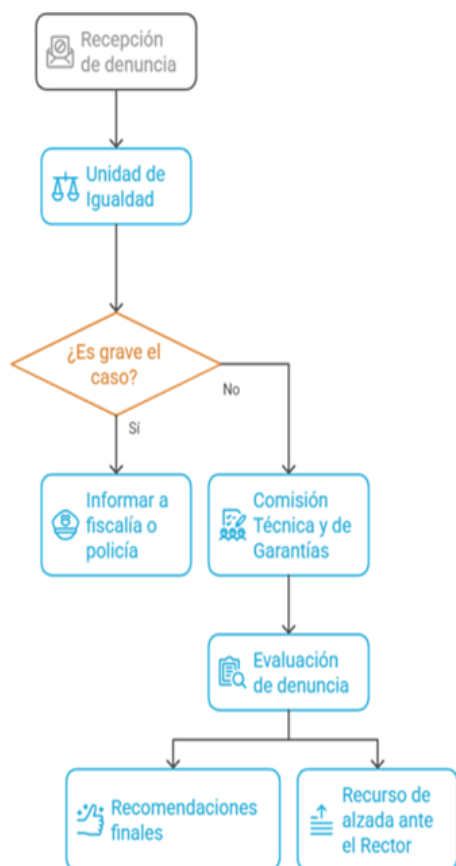 Recepción
de denuncia
Unidad de
Igualdad
¿Es grave el
caso?
No
Sí
Informar a
fiscalía o
policía
Comisión
Técnica y de
Garantías
Evaluación
de denuncia
Recomendaciones
finales
Recurso de
alzada ante
el Rector